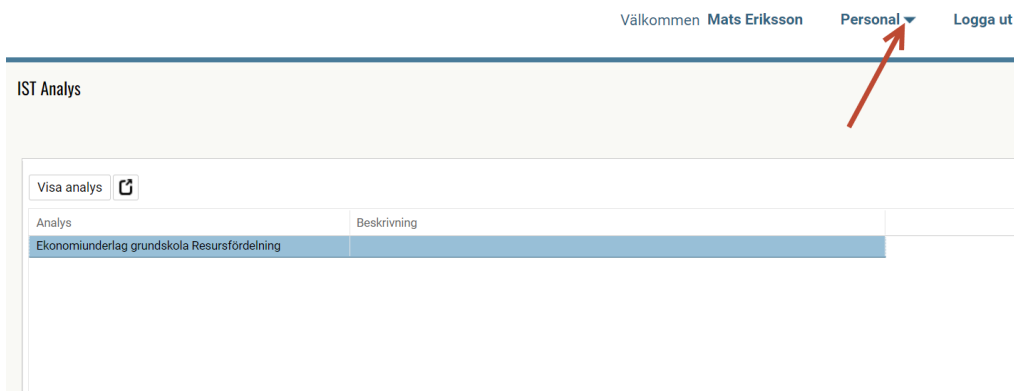 Välkommen Mats Eriksson Personal Logga ut
IST Analys
Visa analys
Analys Beskrivning
Ekonomiunderlag grundskola Resursfördelning